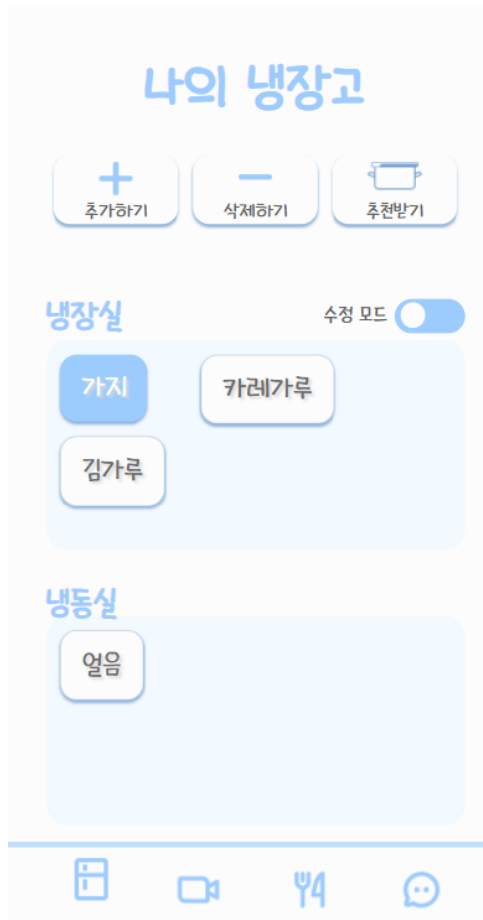 나의 냉장고
추가하기 삭제하기 추천받기
냉장실 수정 모드
가지 카레가루
김가루
냉동실
얼음